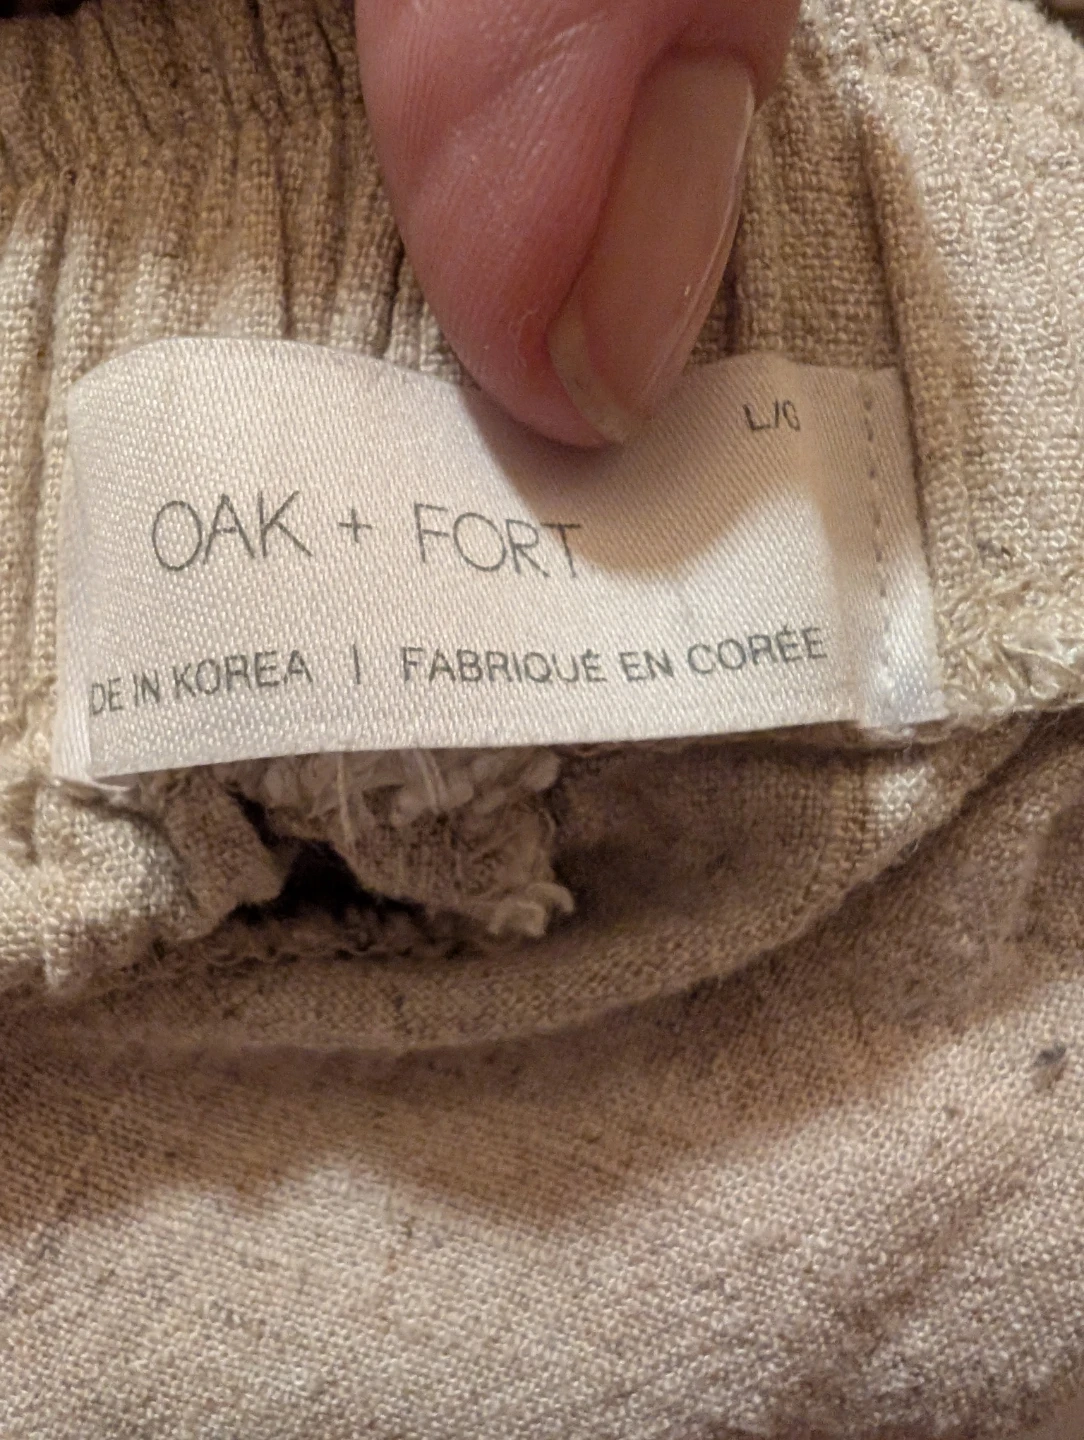 L/G
OAK + FORT
DE IN KOREA | FABRIQUÉ EN CORÉE